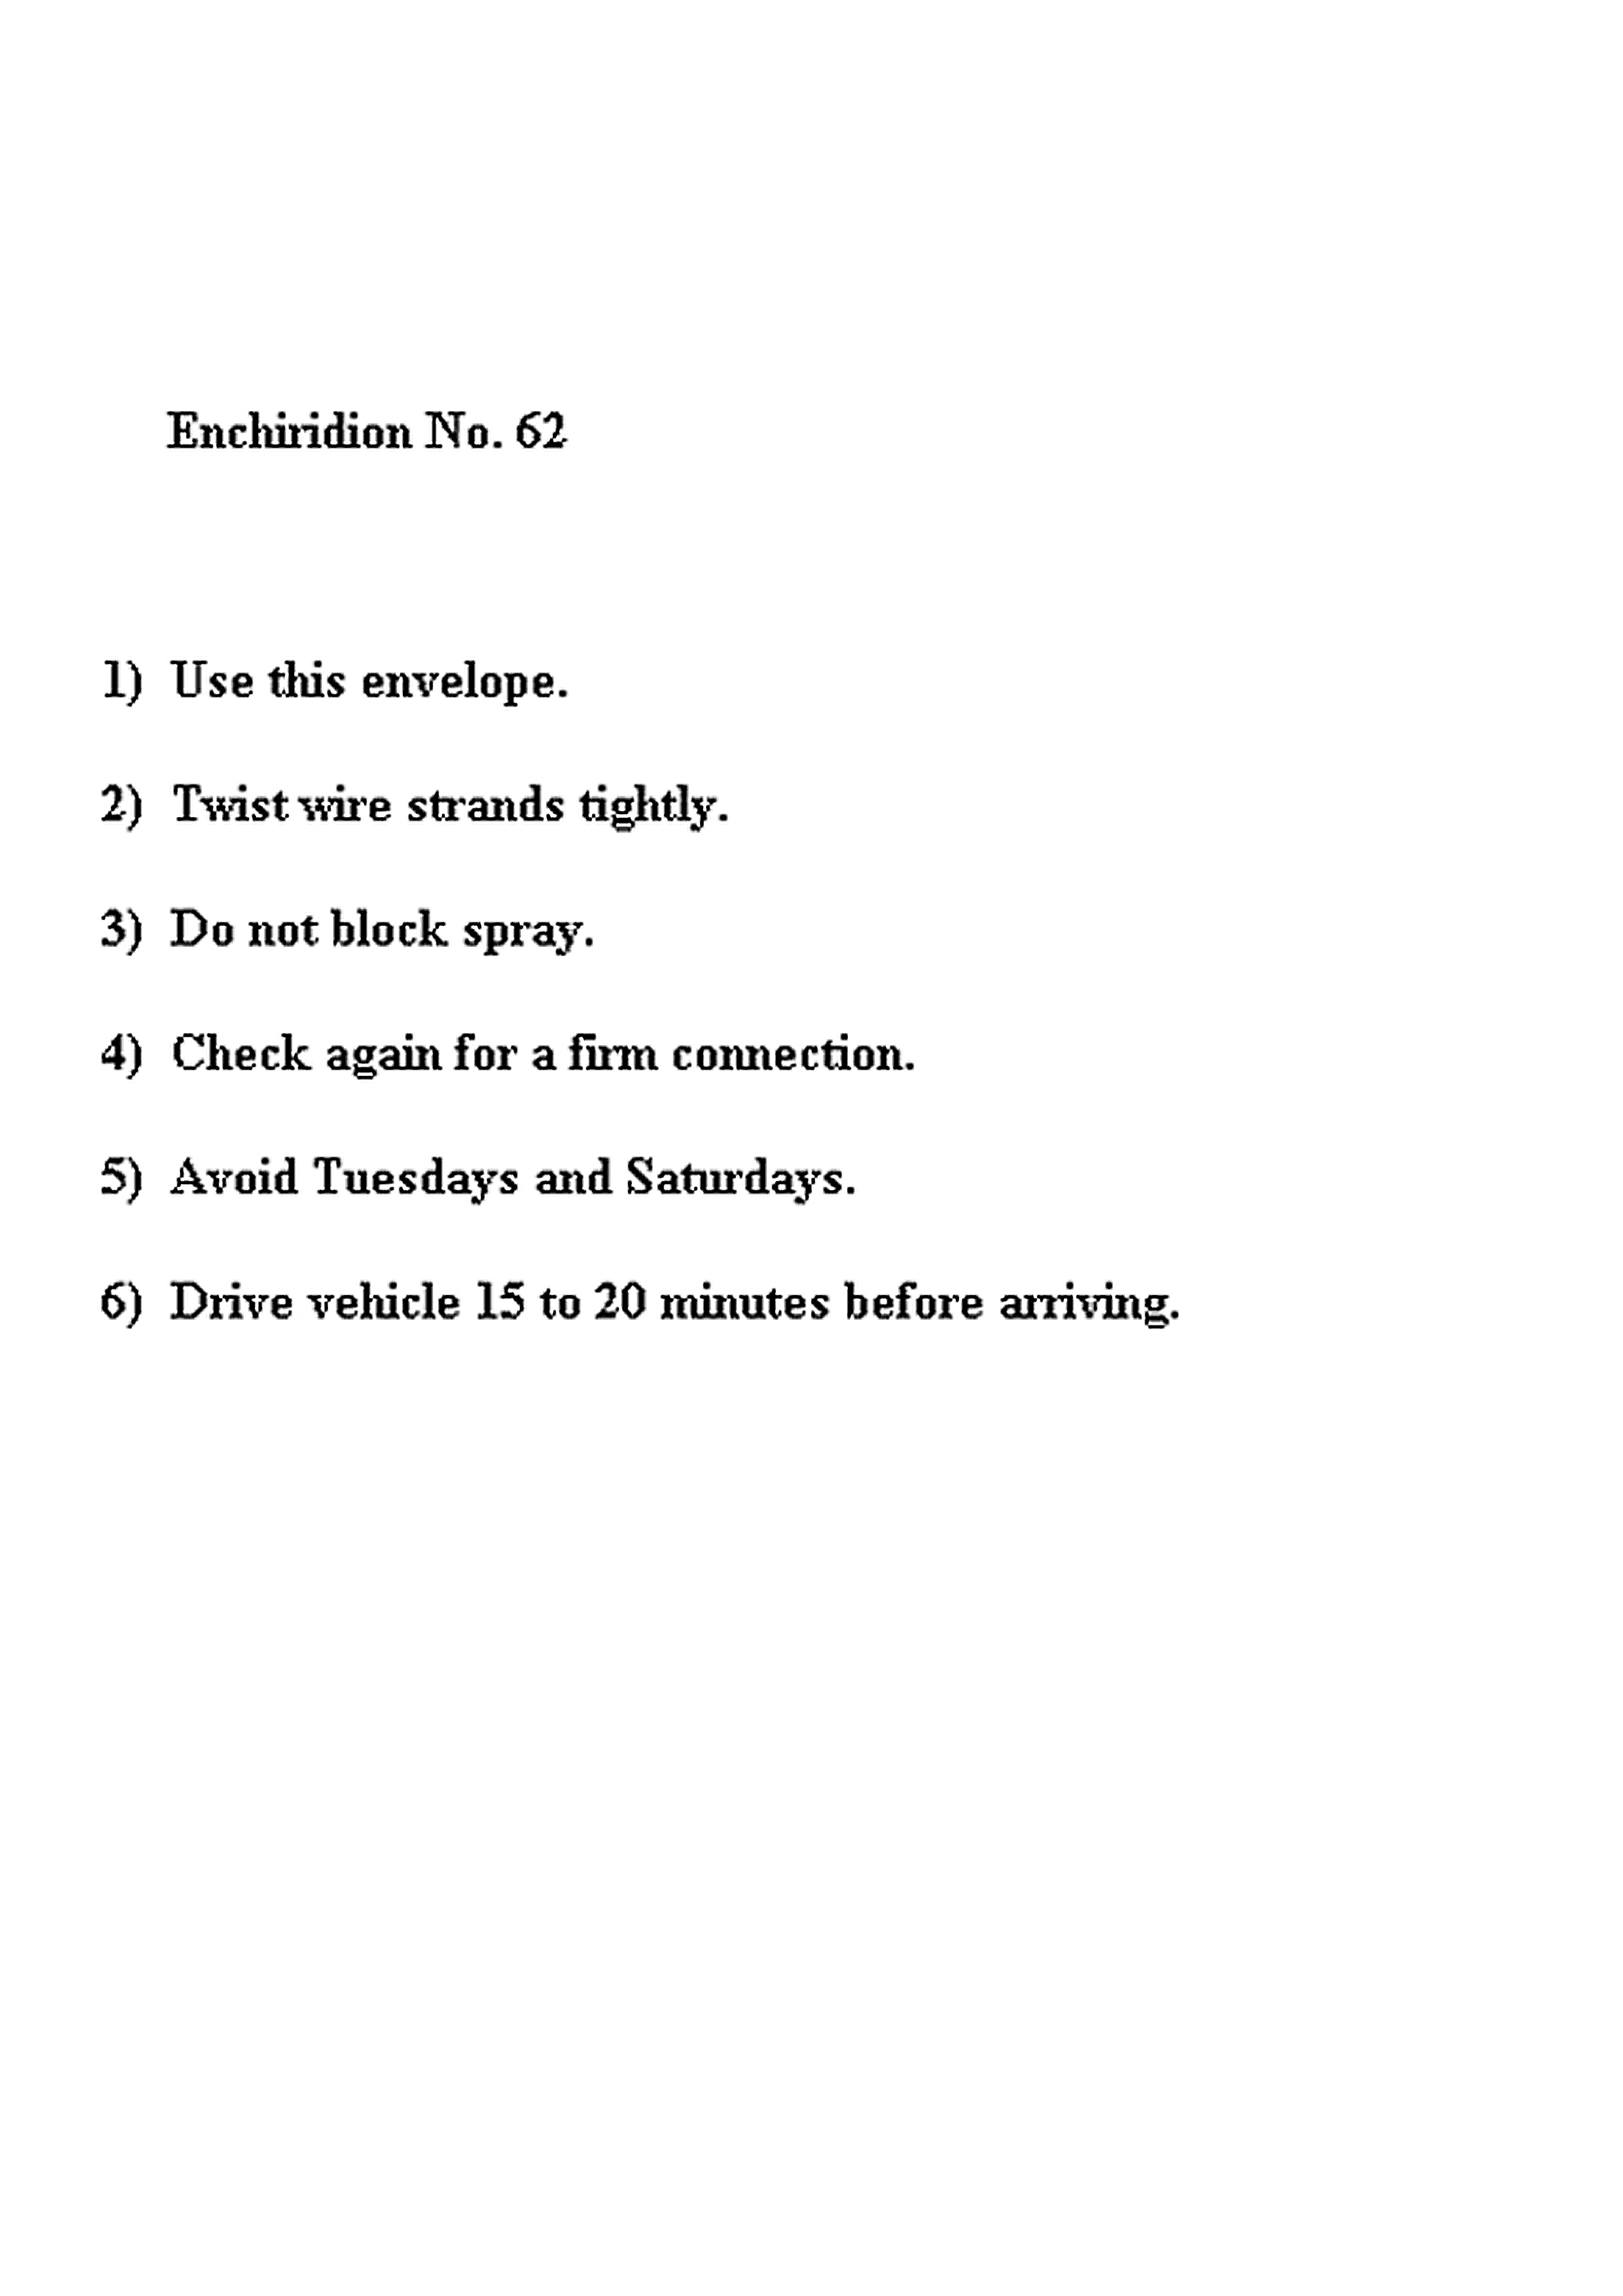 Enchiridion No. 62
1) Use this envelope.
2) Twist wire strands tightly.
3) Do not block spray.
4) Check again for a firm connection.
5) Avoid Tuesdays and Saturdays.
6) Drive vehicle 15 to 20 minutes before arriving.